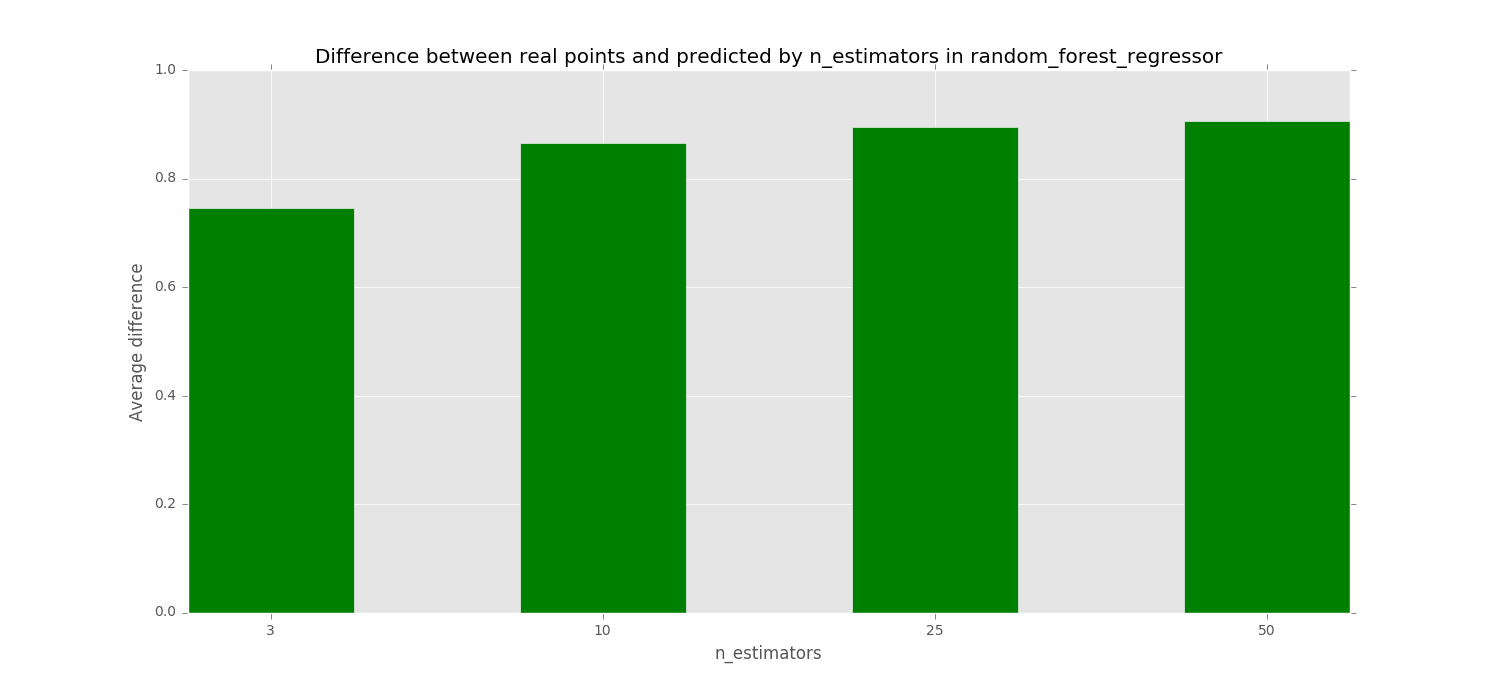 Difference between real points and predicted by n_estimators in random_forest_regressor
1.0
0.8
0.6
0.4
0.2
0.0
Average difference
3 10 25 50
n_estimators